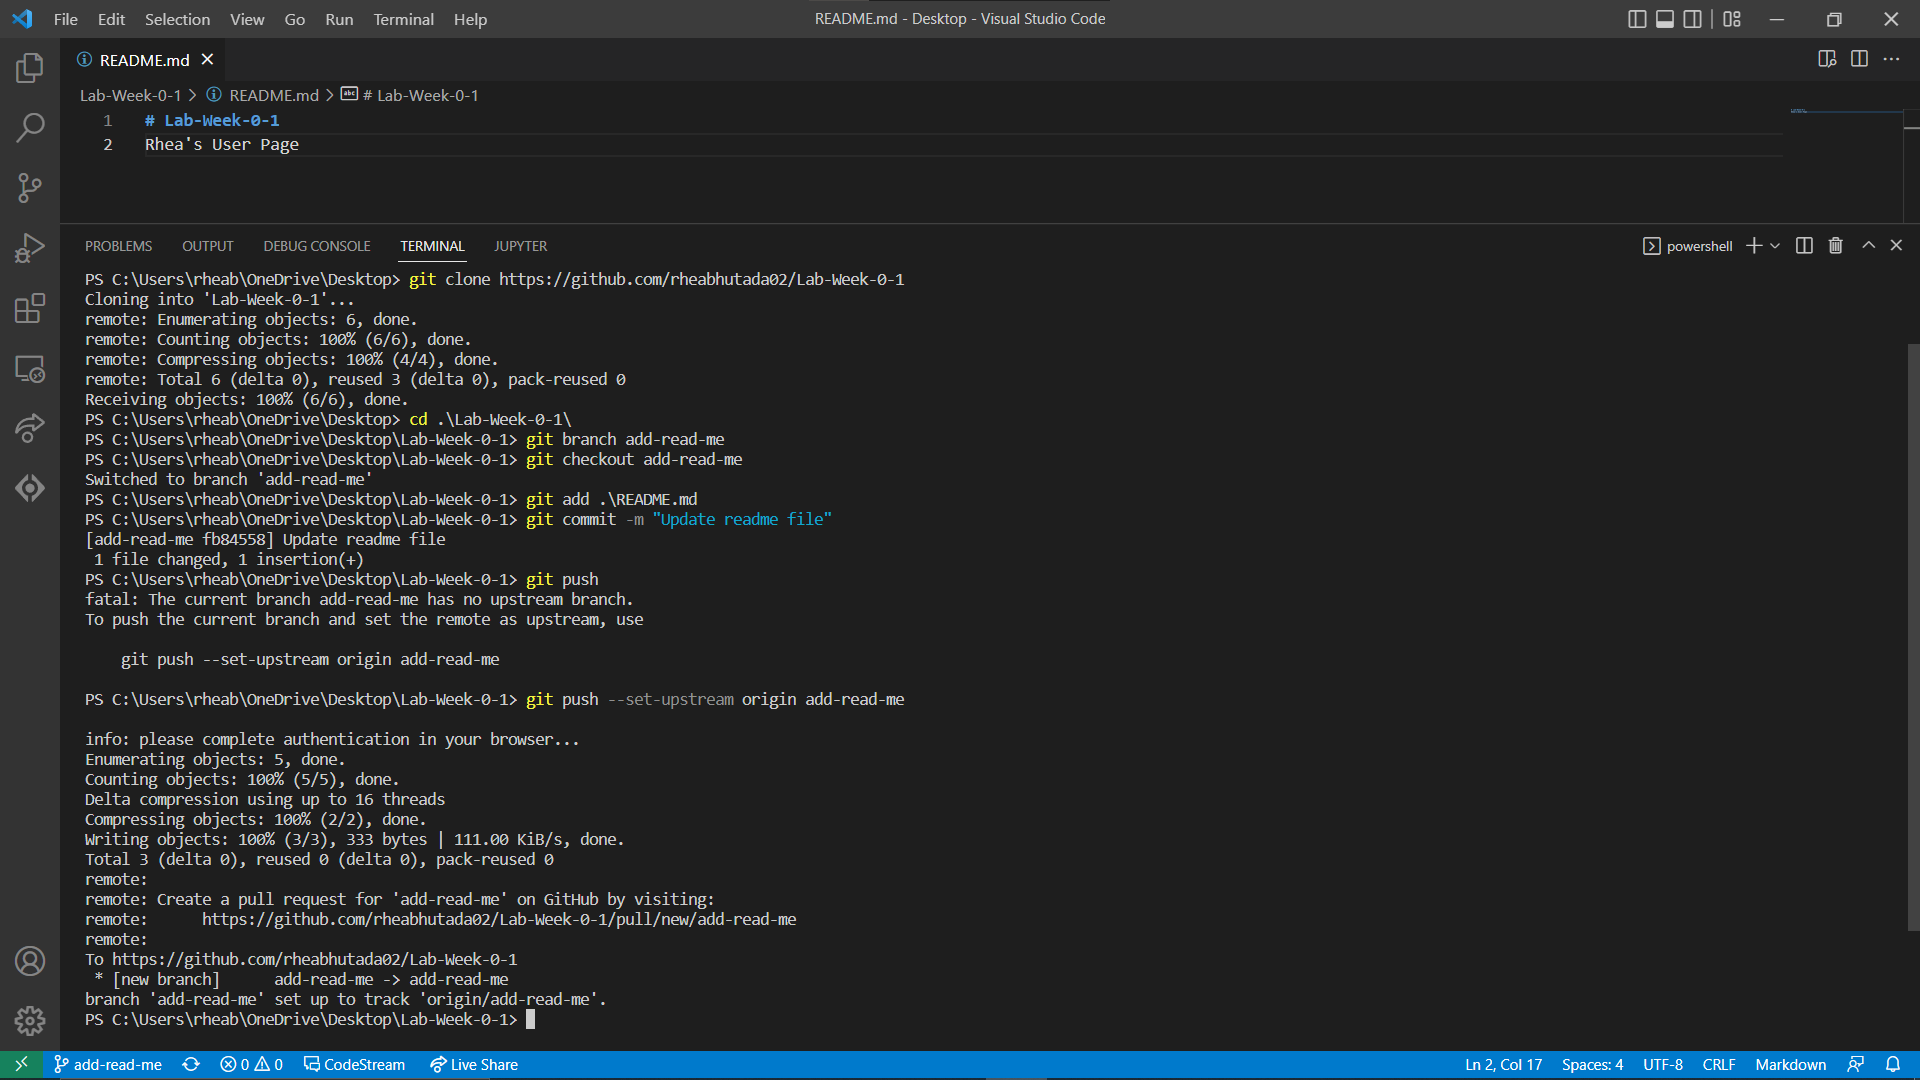 File Edit Selection View Go Run Terminal Help README.md - Desktop - Visual Studio Code
README.md
Lab-Week-0-1 > README.md > # Lab-Week-0-1
1 # Lab-Week-0-1
2 Rhea's User Page
PROBLEMS OUTPUT DEBUG CONSOLE TERMINAL JUPYTER powershell
PS C:\Users\rheab\OneDrive\Desktop> git clone https://github.com/rheabhutada02/Lab-Week-0-1
Cloning into 'Lab-Week-0-1'...
remote: Enumerating objects: 6, done.
remote: Counting objects: 100% (6/6), done.
remote: Compressing objects: 100% (4/4), done.
remote: Total 6 (delta 0), reused 3 (delta 0), pack-reused 0
Receiving objects: 100% (6/6), done.
PS C:\Users\rheab\OneDrive\Desktop> cd .\Lab-Week-0-1\
PS C:\Users\rheab\OneDrive\Desktop\Lab-Week-0-1> git branch add-read-me
PS C:\Users\rheab\OneDrive\Desktop\Lab-Week-0-1> git checkout add-read-me
Switched to branch 'add-read-me'
PS C:\Users\rheab\OneDrive\Desktop\Lab-Week-0-1> git add .\README.md
PS C:\Users\rheab\OneDrive\Desktop\Lab-Week-0-1> git commit -m "Update readme file"
[add-read-me fb84558] Update readme file
 1 file changed, 1 insertion(+)
PS C:\Users\rheab\OneDrive\Desktop\Lab-Week-0-1> git push
fatal: The current branch add-read-me has no upstream branch.
To push the current branch and set the remote as upstream, use
    git push --set-upstream origin add-read-me
PS C:\Users\rheab\OneDrive\Desktop\Lab-Week-0-1> git push --set-upstream origin add-read-me
info: please complete authentication in your browser...
Enumerating objects: 5, done.
Counting objects: 100% (5/5), done.
Delta compression using up to 16 threads
Compressing objects: 100% (2/2), done.
Writing objects: 100% (3/3), 333 bytes | 111.00 KiB/s, done.
Total 3 (delta 0), reused 0 (delta 0), pack-reused 0
remote:
remote: Create a pull request for 'add-read-me' on GitHub by visiting:
remote:      https://github.com/rheabhutada02/Lab-Week-0-1/pull/new/add-read-me
remote:
To https://github.com/rheabhutada02/Lab-Week-0-1
 * [new branch]      add-read-me -> add-read-me
branch 'add-read-me' set up to track 'origin/add-read-me'.
PS C:\Users\rheab\OneDrive\Desktop\Lab-Week-0-1>
add-read-me 0 0 CodeStream Live Share Ln 2, Col 17 Spaces: 4 UTF-8 CRLF Markdown